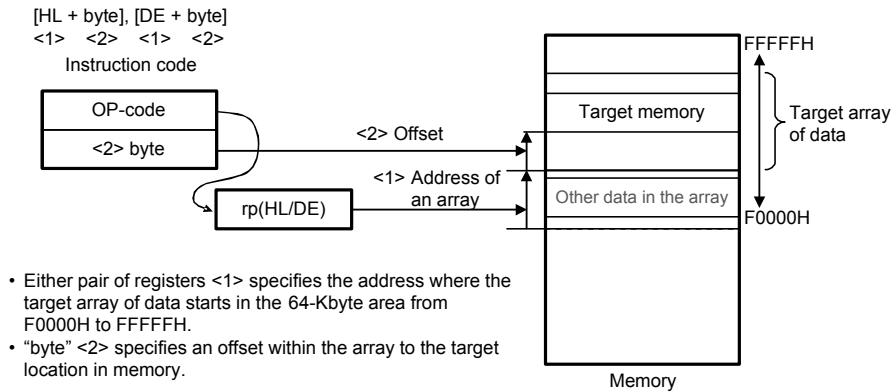 [HL + byte], [DE + byte]
<1> <2> <1> <2>
Instruction code
OP-code
<2> byte
rp(HL/DE)
<2> Offset
<1> Address of
an array
FFFFFH
Target memory
Target array
of data
Other data in the array
F0000H
Memory
• Either pair of registers <1> specifies the address where the
target array of data starts in the 64-Kbyte area from
F0000H to FFFFFH.
• “byte” <2> specifies an offset within the array to the target
location in memory.